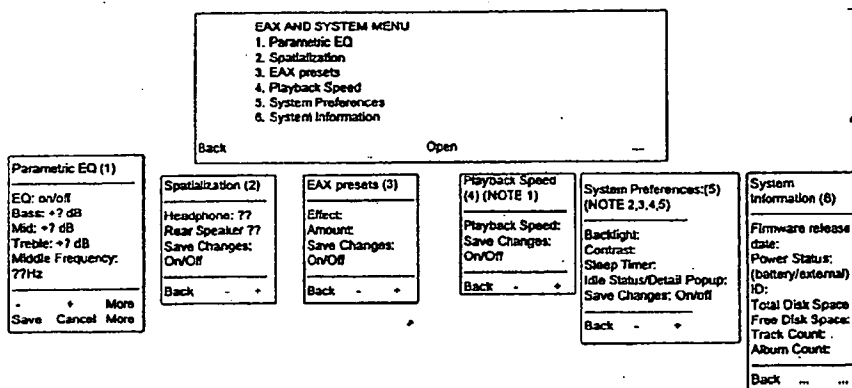 EAX AND SYSTEM MENU
1. Parametric EQ
2. Spatialization
3. EAX presets
4. Playback Speed
5. System Preferences
6. System Information
Back Open ...
Parametric EQ (1)
EQ: on/off
Bass: +? dB
Mid: +? dB
Treble: +? dB
Middle Frequency:
??Hz
- + More
Save Cancel More
Spatialization (2)
Headphone: ??
Rear Speaker ??
Save Changes:
On/Off
Back - +
EAX presets (3)
Effect:
Amount:
Save Changes:
On/Off
Back - +
Playback Speed
(4) (NOTE 1)
Playback Speed:
Save Changes:
On/Off
Back - +
System Preferences:(5)
(NOTE 2,3,4,5)
Backlight:
Contrast:
Sleep Timer:
Idle Status/Detail Popup:
Save Changes: On/off
Back - +
System
Information (6)
Firmware release
date:
Power Status:
(battery/external)
ID:
Total Disk Space
Free Disk Space:
Track Count:
Album Count:
Back ... ...